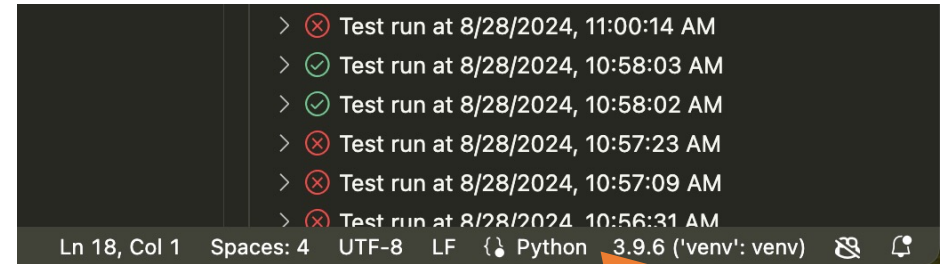 Test run at 8/28/2024, 11:00:14 AM
Test run at 8/28/2024, 10:58:03 AM
Test run at 8/28/2024, 10:58:02 AM
Test run at 8/28/2024, 10:57:23 AM
Test run at 8/28/2024, 10:57:09 AM
Test run at 8/28/2024, 10:56:31 AM
Ln 18, Col 1 Spaces: 4 UTF-8 LF Python 3.9.6 ('venv': venv)